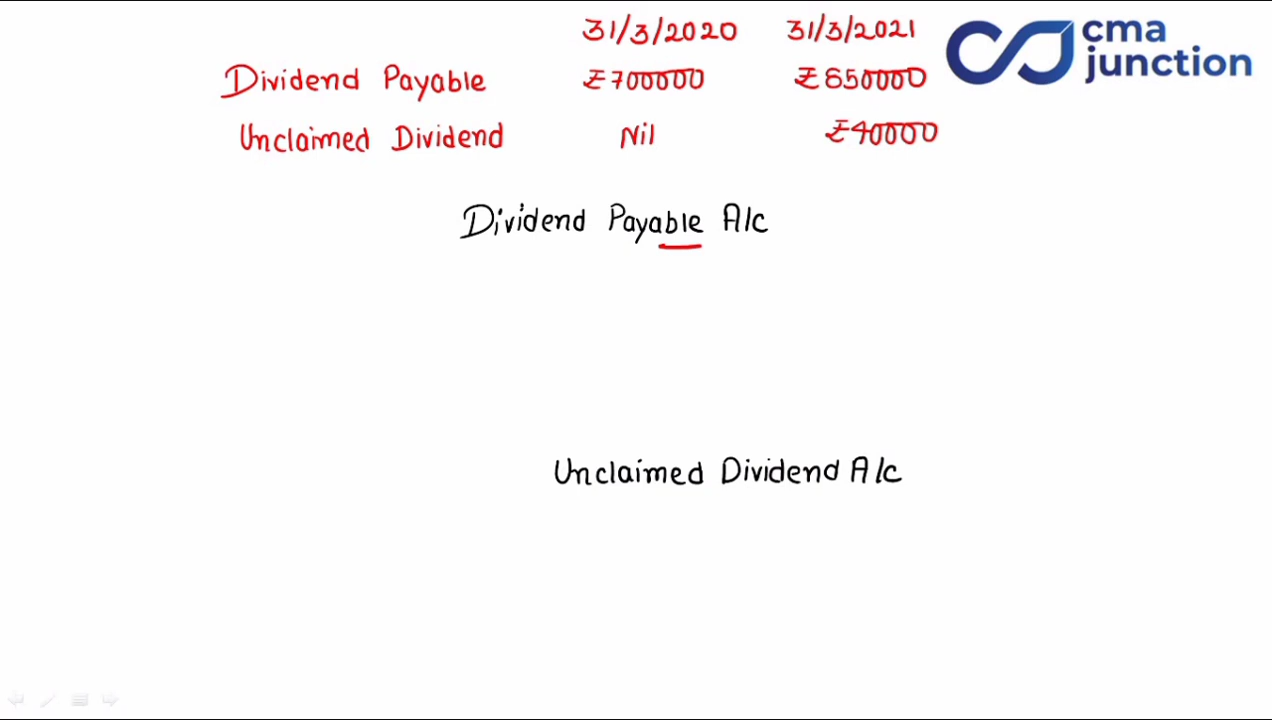 31/3/2020 31/3/2021
cma junction
Dividend Payable ₹700000 ₹850000
Unclaimed Dividend Nil ₹40000
Dividend Payable A/c
Unclaimed Dividend A/c